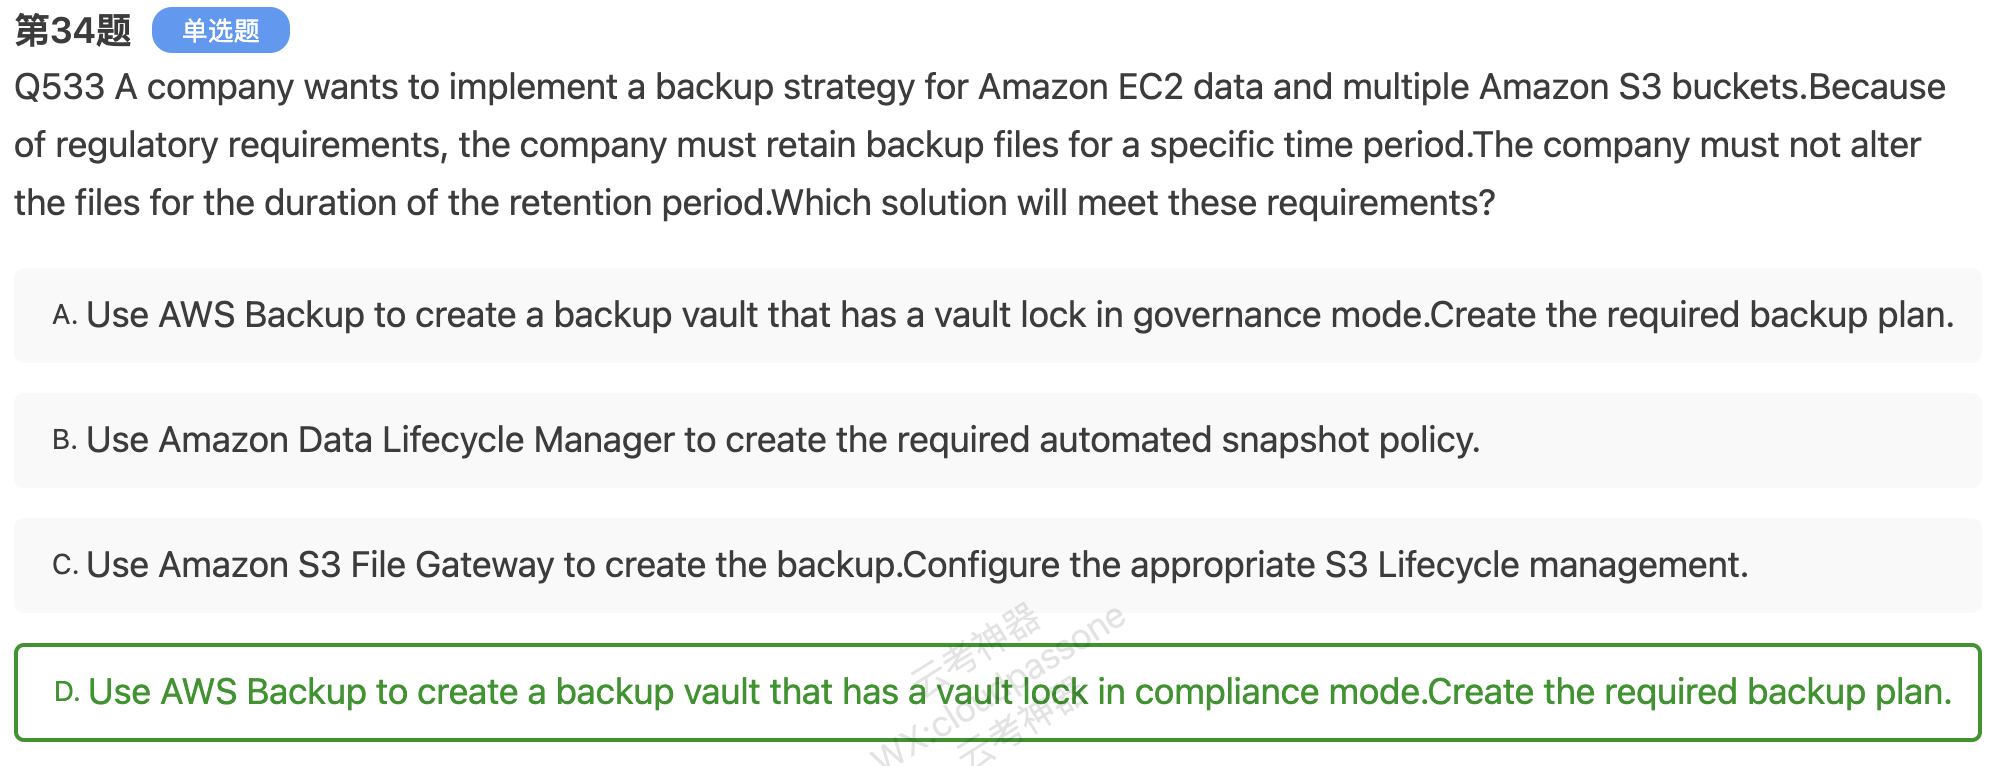 第34题 单选题
Q533 A company wants to implement a backup strategy for Amazon EC2 data and multiple Amazon S3 buckets.Because
of regulatory requirements, the company must retain backup files for a specific time period.The company must not alter
the files for the duration of the retention period.Which solution will meet these requirements?
A. Use AWS Backup to create a backup vault that has a vault lock in governance mode.Create the required backup plan.
B. Use Amazon Data Lifecycle Manager to create the required automated snapshot policy.
C. Use Amazon S3 File Gateway to create the backup.Configure the appropriate S3 Lifecycle management.
D. Use AWS Backup to create a backup vault that has a vault lock in compliance mode.Create the required backup plan.
云考神器
WX:cloudpassone
云考神器